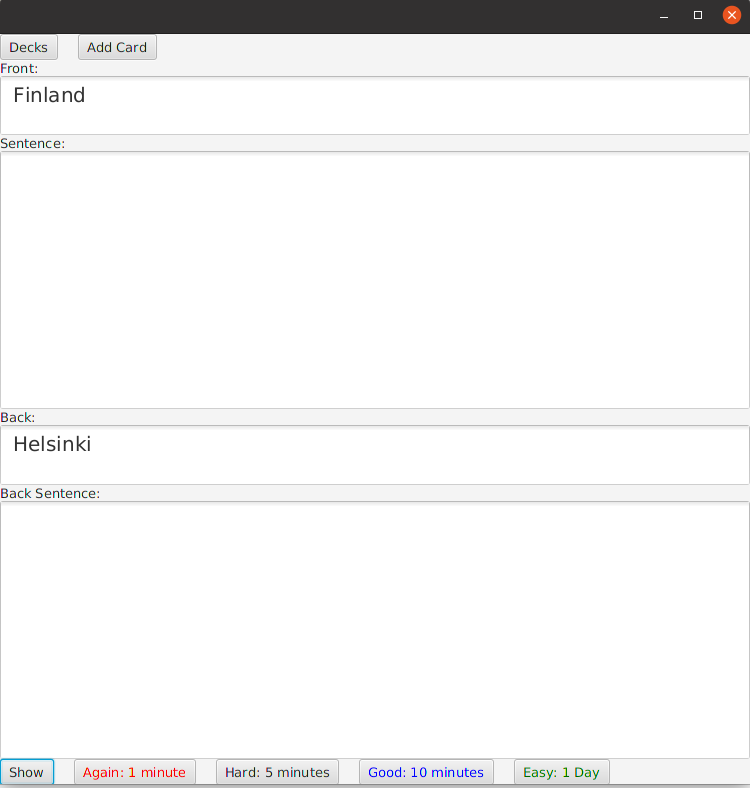 Decks Add Card
Front:
Finland
Sentence:
Back:
Helsinki
Back Sentence:
Show Again: 1 minute Hard: 5 minutes Good: 10 minutes Easy: 1 Day